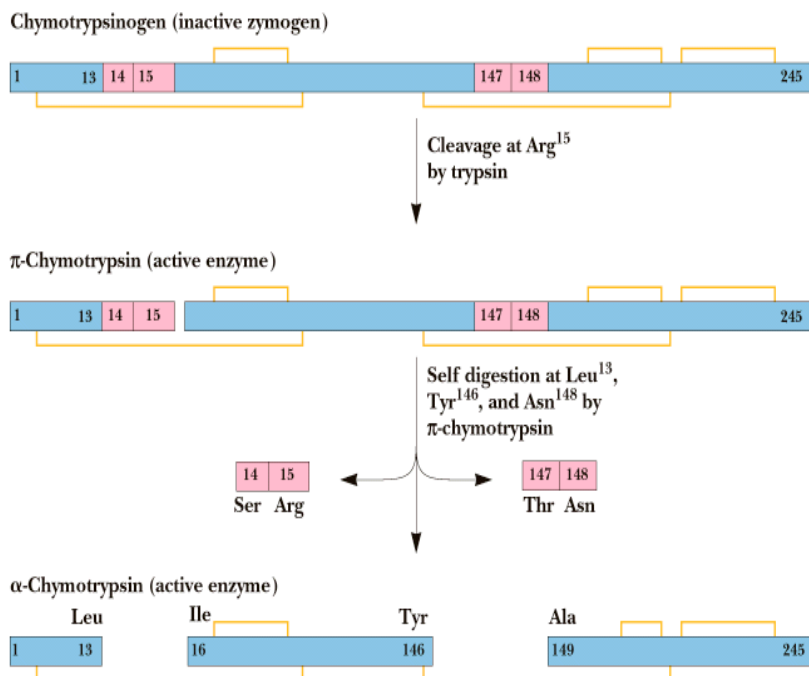 Chymotrypsinogen (inactive zymogen)
1 13 14 15 147 148 245
Cleavage at Arg¹⁵
by trypsin
π-Chymotrypsin (active enzyme)
1 13 14 15 147 148 245
Self digestion at Leu¹³,
Tyr¹⁴⁶, and Asn¹⁴⁸ by
π-chymotrypsin
14 15 147 148
Ser Arg Thr Asn
α-Chymotrypsin (active enzyme)
Leu Ile Tyr Ala
1 13 16 146 149 245